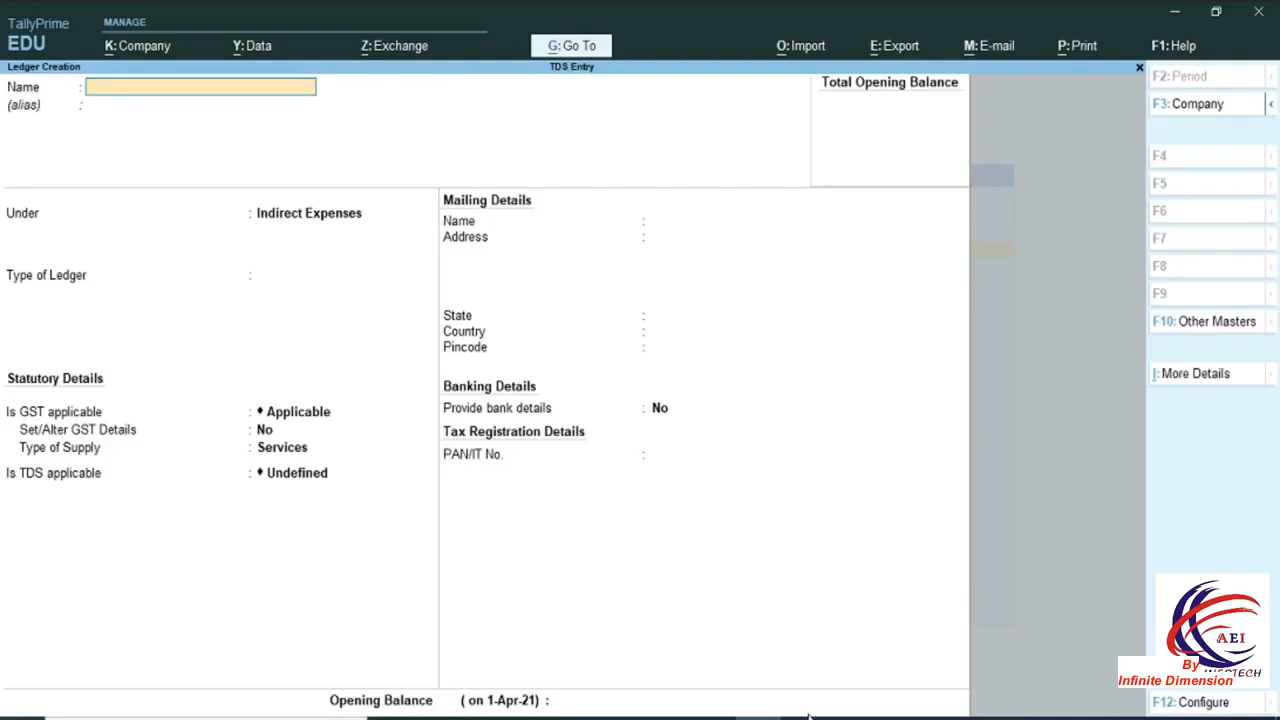 TallyPrime
EDU
MANAGE
K: Company
Y: Data
Z: Exchange
G: Go To
O: Import
E: Export
M: E-mail
P: Print
F1: Help
Ledger Creation
TDS Entry
Name :
(alias) :
Total Opening Balance
Under : Indirect Expenses
Type of Ledger :
Statutory Details
Is GST applicable : ♦ Applicable
Set/Alter GST Details : No
Type of Supply : Services
Is TDS applicable : ♦ Undefined
Mailing Details
Name :
Address :
State :
Country :
Pincode :
Banking Details
Provide bank details : No
Tax Registration Details
PAN/IT No. :
Opening Balance ( on 1-Apr-21) :
F2: Period
F3: Company
F4
F5
F6
F7
F8
F9
F10: Other Masters
I: More Details
AEI
INFOTECH
By
Infinite Dimension
F12: Configure